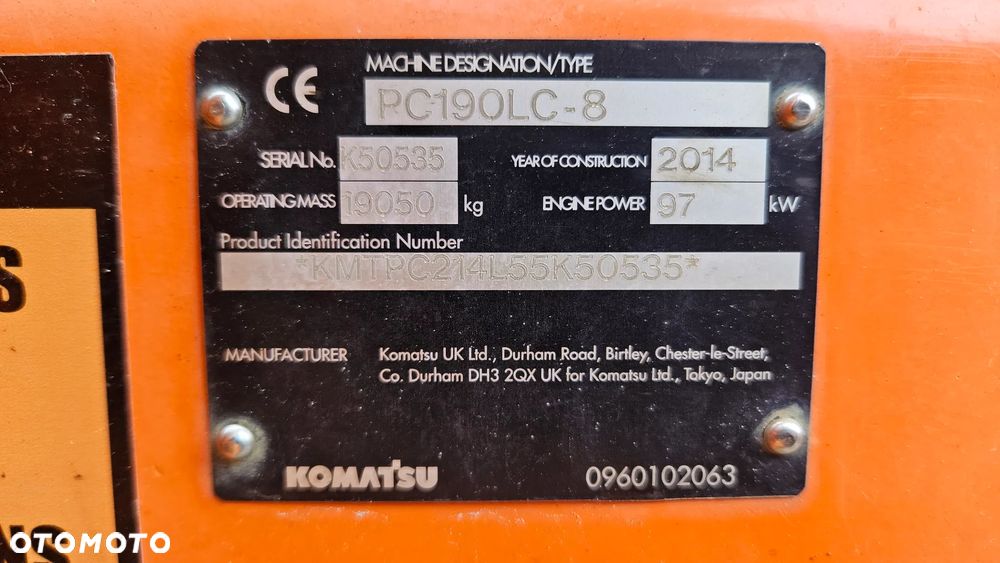 CE
MACHINE DESIGNATION/TYPE
PC190LC-8
SERIAL No. K50535 YEAR OF CONSTRUCTION 2014
OPERATING MASS 19050 kg ENGINE POWER 97 kW
Product Identification Number
*KMTPC214L55K50535*
MANUFACTURER Komatsu UK Ltd., Durham Road, Birtley, Chester-le-Street,
Co. Durham DH3 2QX UK for Komatsu Ltd., Tokyo, Japan
KOMATSU 0960102063
OTOMOTO